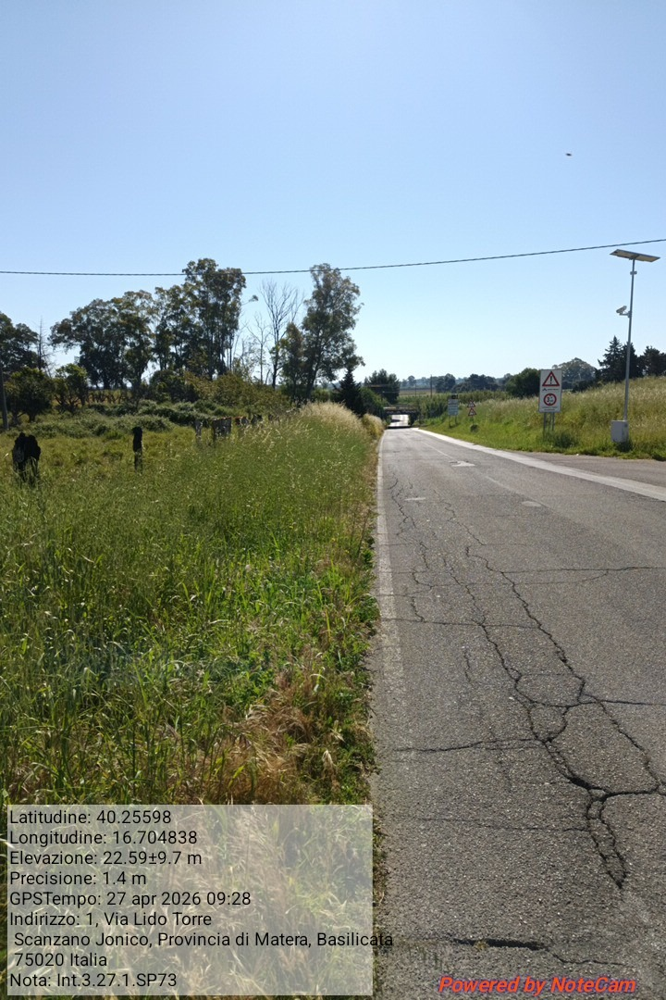 Latitudine: 40.25598
Longitudine: 16.704838
Elevazione: 22.59±9.7 m
Precisione: 1.4 m
GPSTempo: 27 apr 2026 09:28
Indirizzo: 1, Via Lido Torre
Scanzano Jonico, Provincia di Matera, Basilicata
75020 Italia
Nota: Int.3.27.1.SP73
Powered by NoteCam